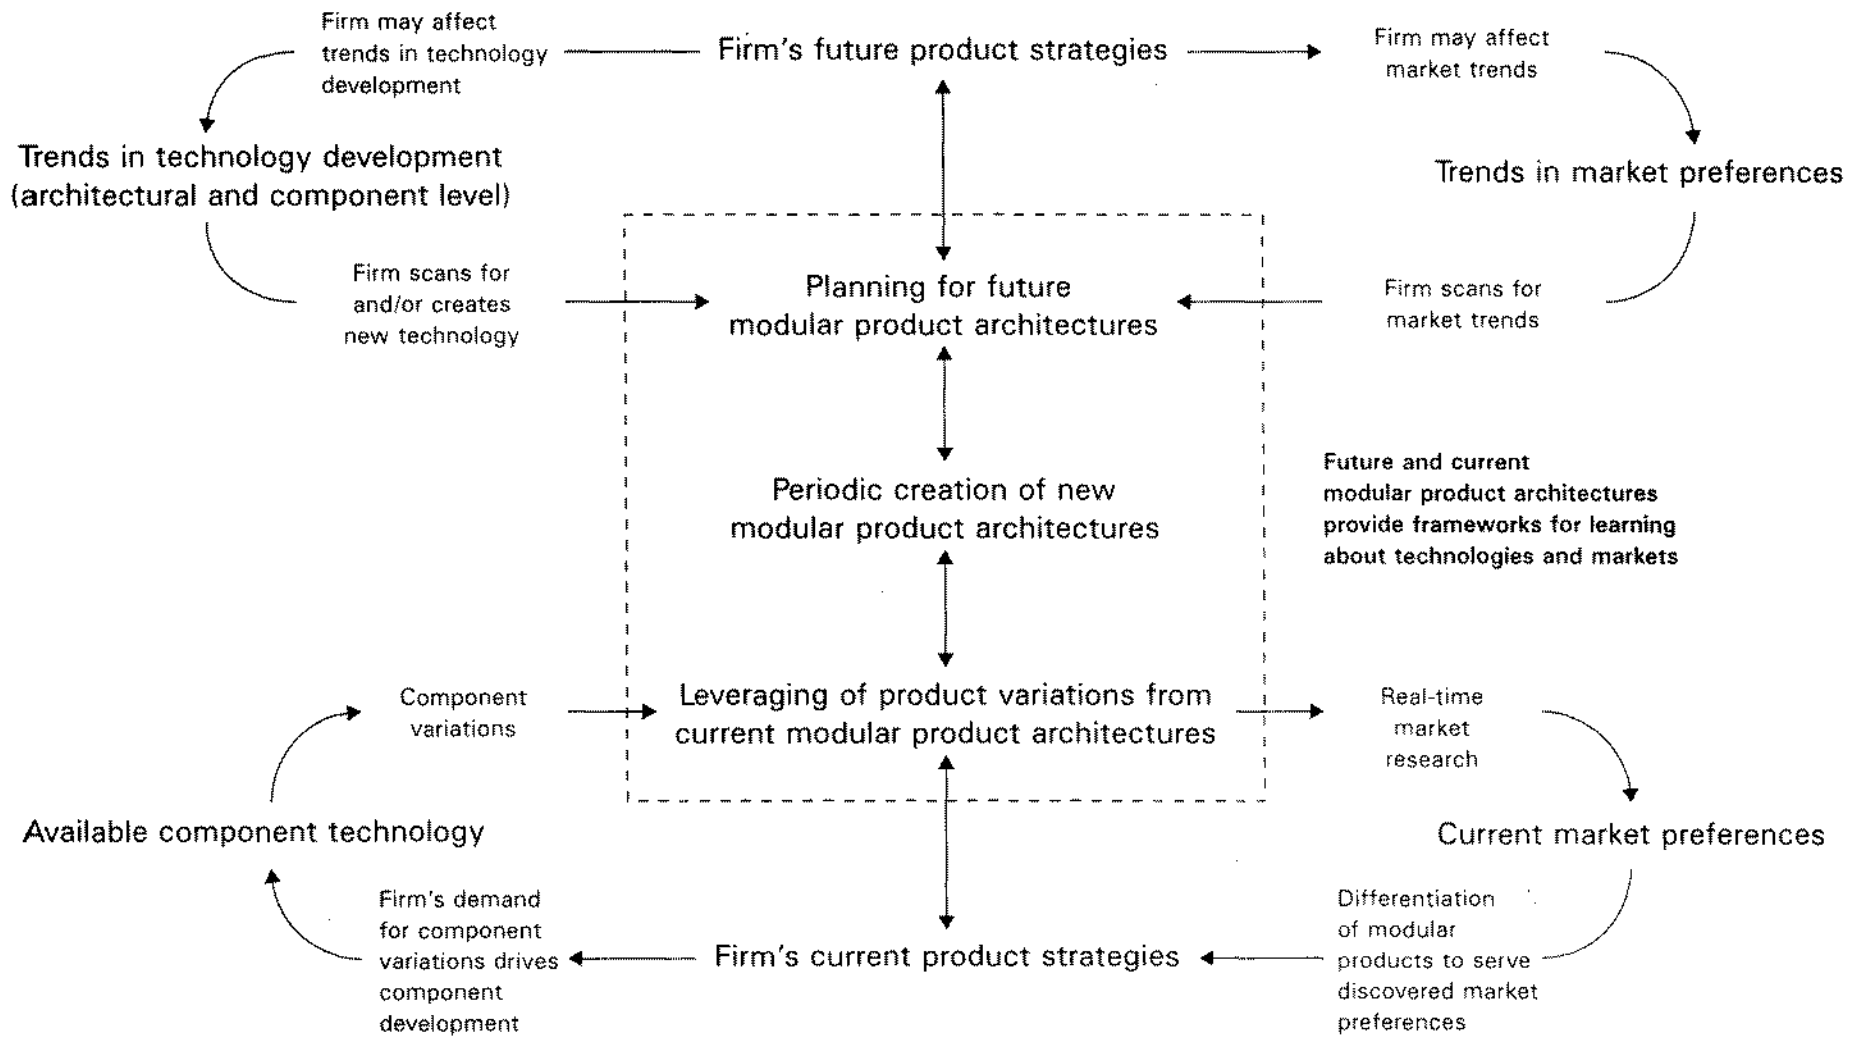 Firm may affect
trends in technology
development
Firm's future product strategies
Firm may affect
market trends
Trends in technology development
(architectural and component level)
Trends in market preferences
Firm scans for
and/or creates
new technology
Planning for future
modular product architectures
Firm scans for
market trends
Periodic creation of new
modular product architectures
Future and current
modular product architectures
provide frameworks for learning
about technologies and markets
Component
variations
Leveraging of product variations from
current modular product architectures
Real-time
market
research
Available component technology
Current market preferences
Firm's demand
for component
variations drives
component
development
Firm's current product strategies
Differentiation
of modular
products to serve
discovered market
preferences